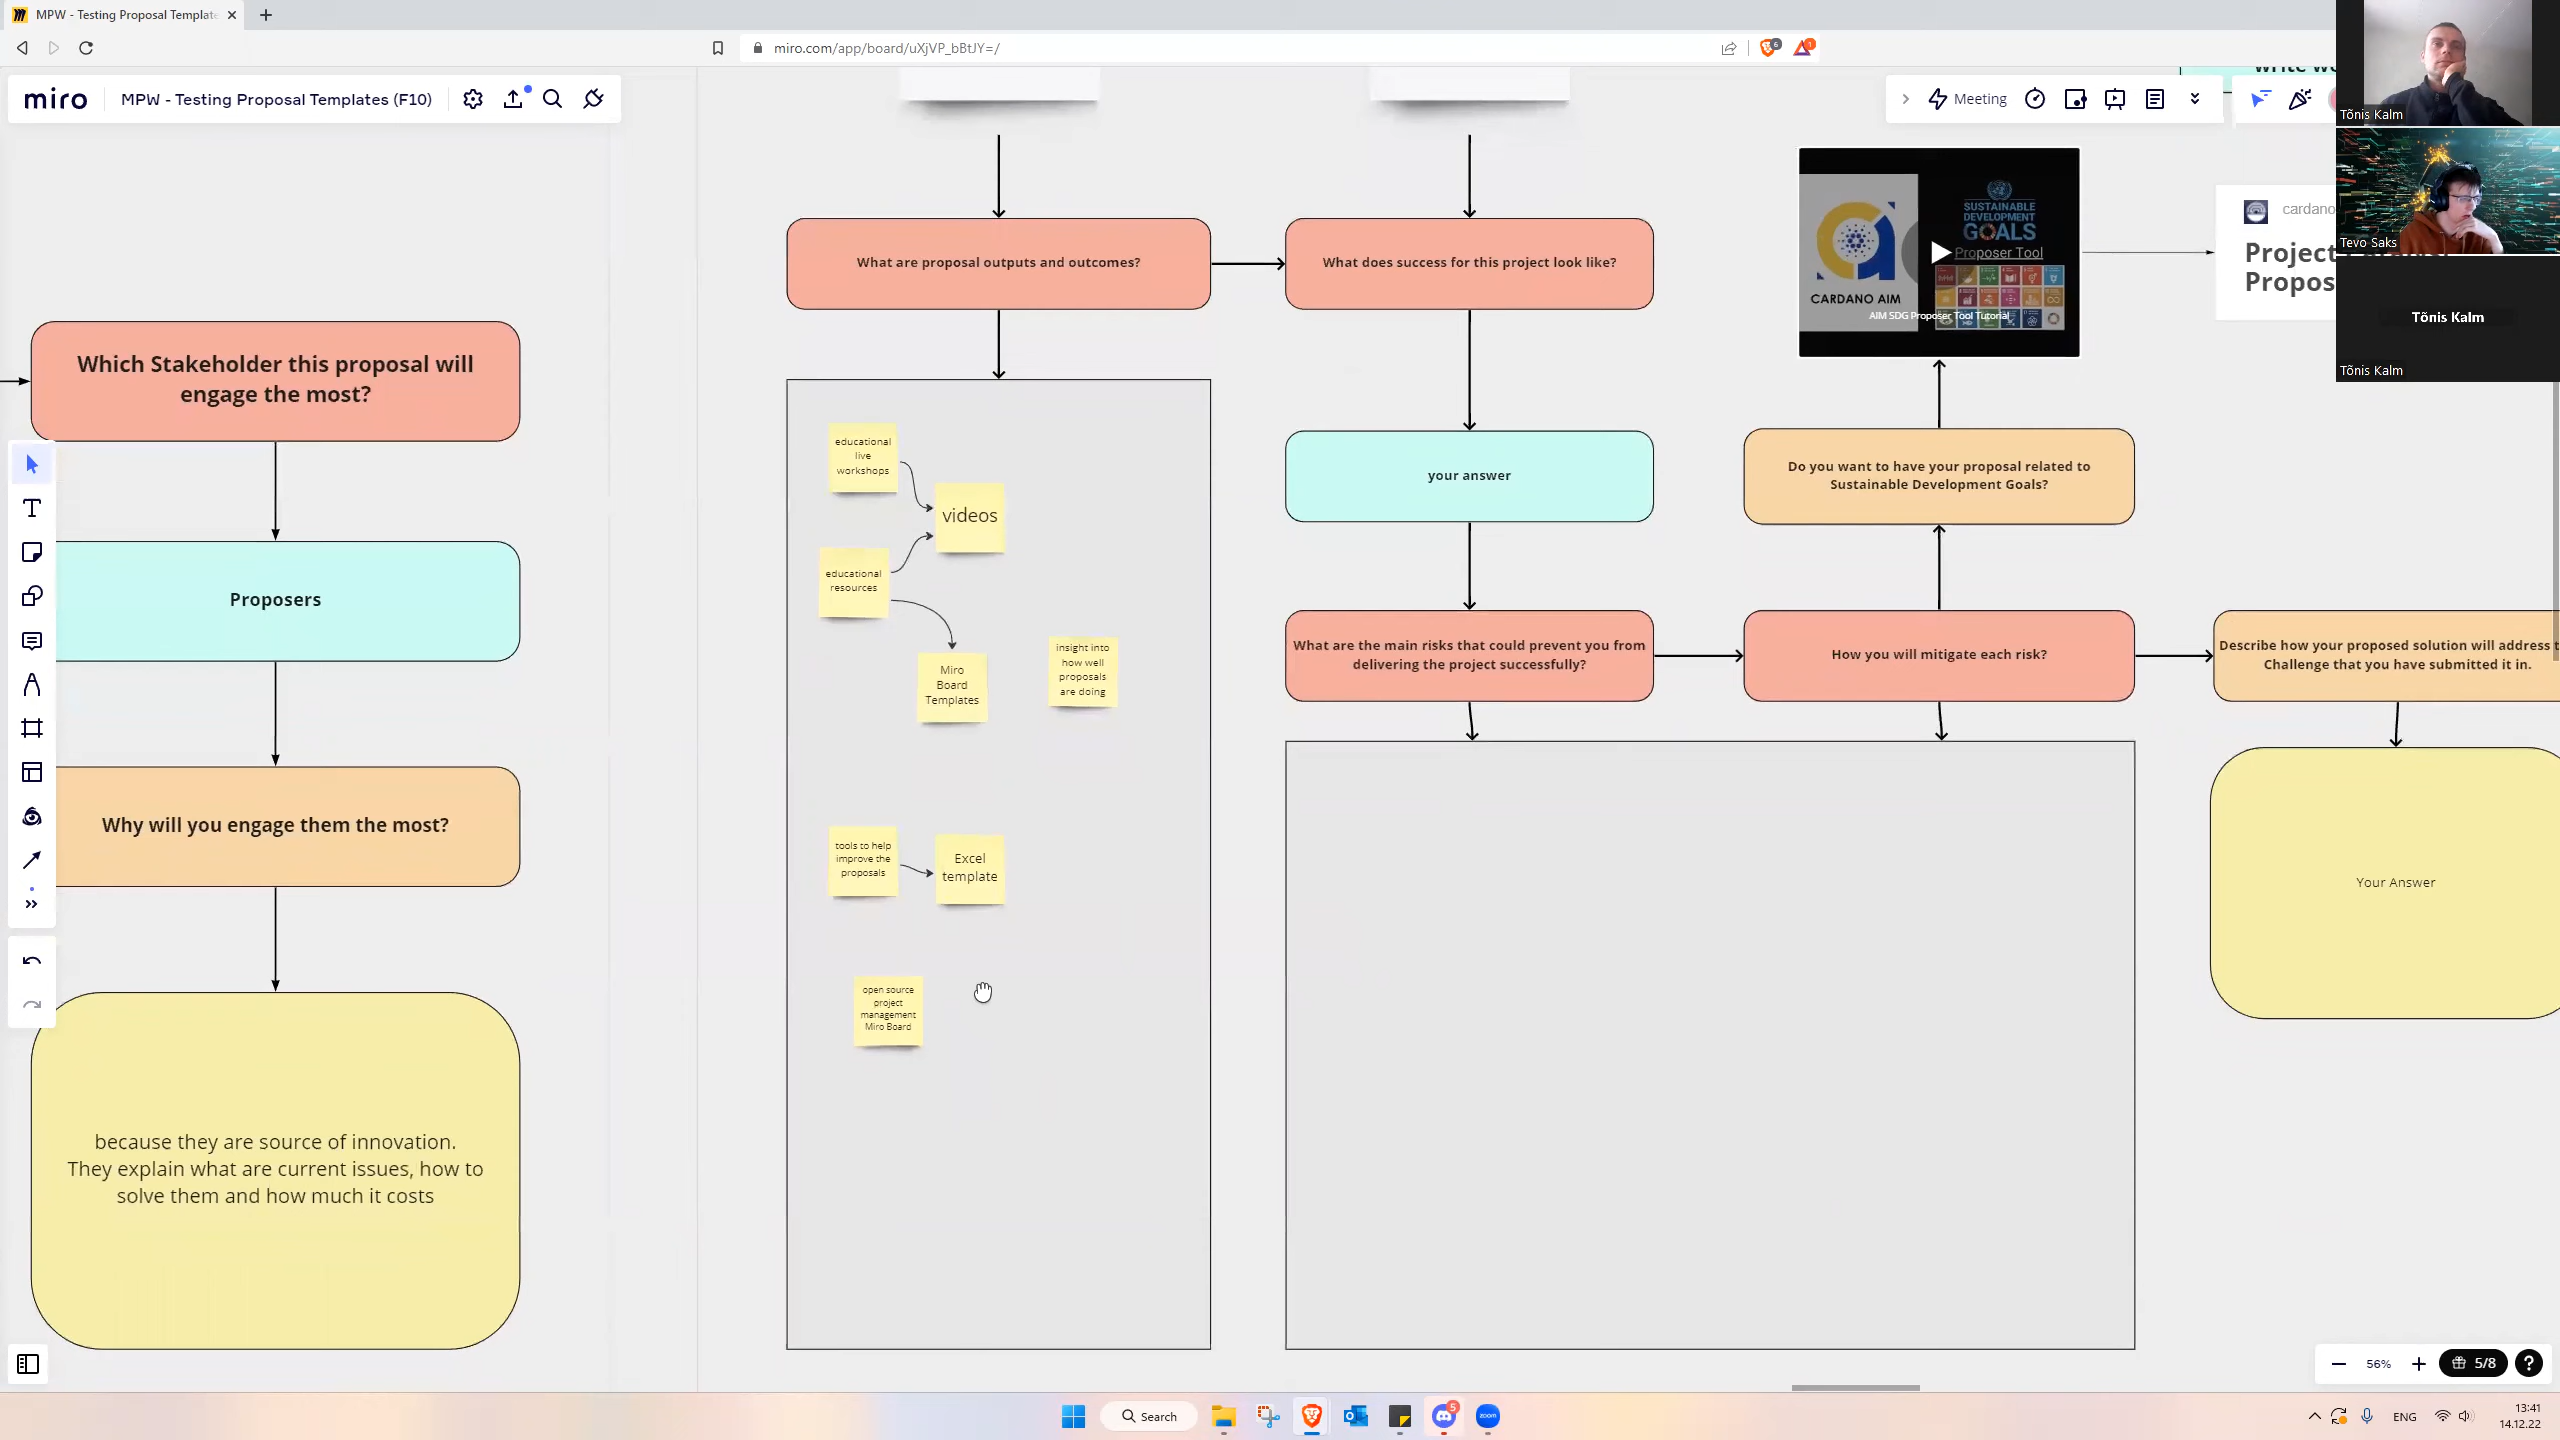 MPW - Testing Proposal Template
miro.com/app/board/uXjVP_bBtJY=/
6
1
miro
MPW - Testing Proposal Templates (F10)
Meeting
Tõnis Kalm
Tevo Saks
Tõnis Kalm
Tõnis Kalm
Which Stakeholder this proposal will
engage the most?
Proposers
Why will you engage them the most?
because they are source of innovation.
They explain what are current issues, how to
solve them and how much it costs
What are proposal outputs and outcomes?
educational
live
workshops
videos
educational
resources
Miro
Board
Templates
insight into
how well
proposals
are doing
tools to help
improve the
proposals
Excel
template
open source
project
management
Miro Board
What does success for this project look like?
your answer
What are the main risks that could prevent you from
delivering the project successfully?
CARDANO AIM
SUSTAINABLE
DEVELOPMENT
GOALS
Proposer Tool
AIM SDG Proposer Tool Tutorial
Do you want to have your proposal related to
Sustainable Development Goals?
How you will mitigate each risk?
cardano
Project
Propos
Describe how your proposed solution will address t
Challenge that you have submitted it in.
Your Answer
56%
5/8
?
Search
5
zoom
ENG
13:41
14.12.22